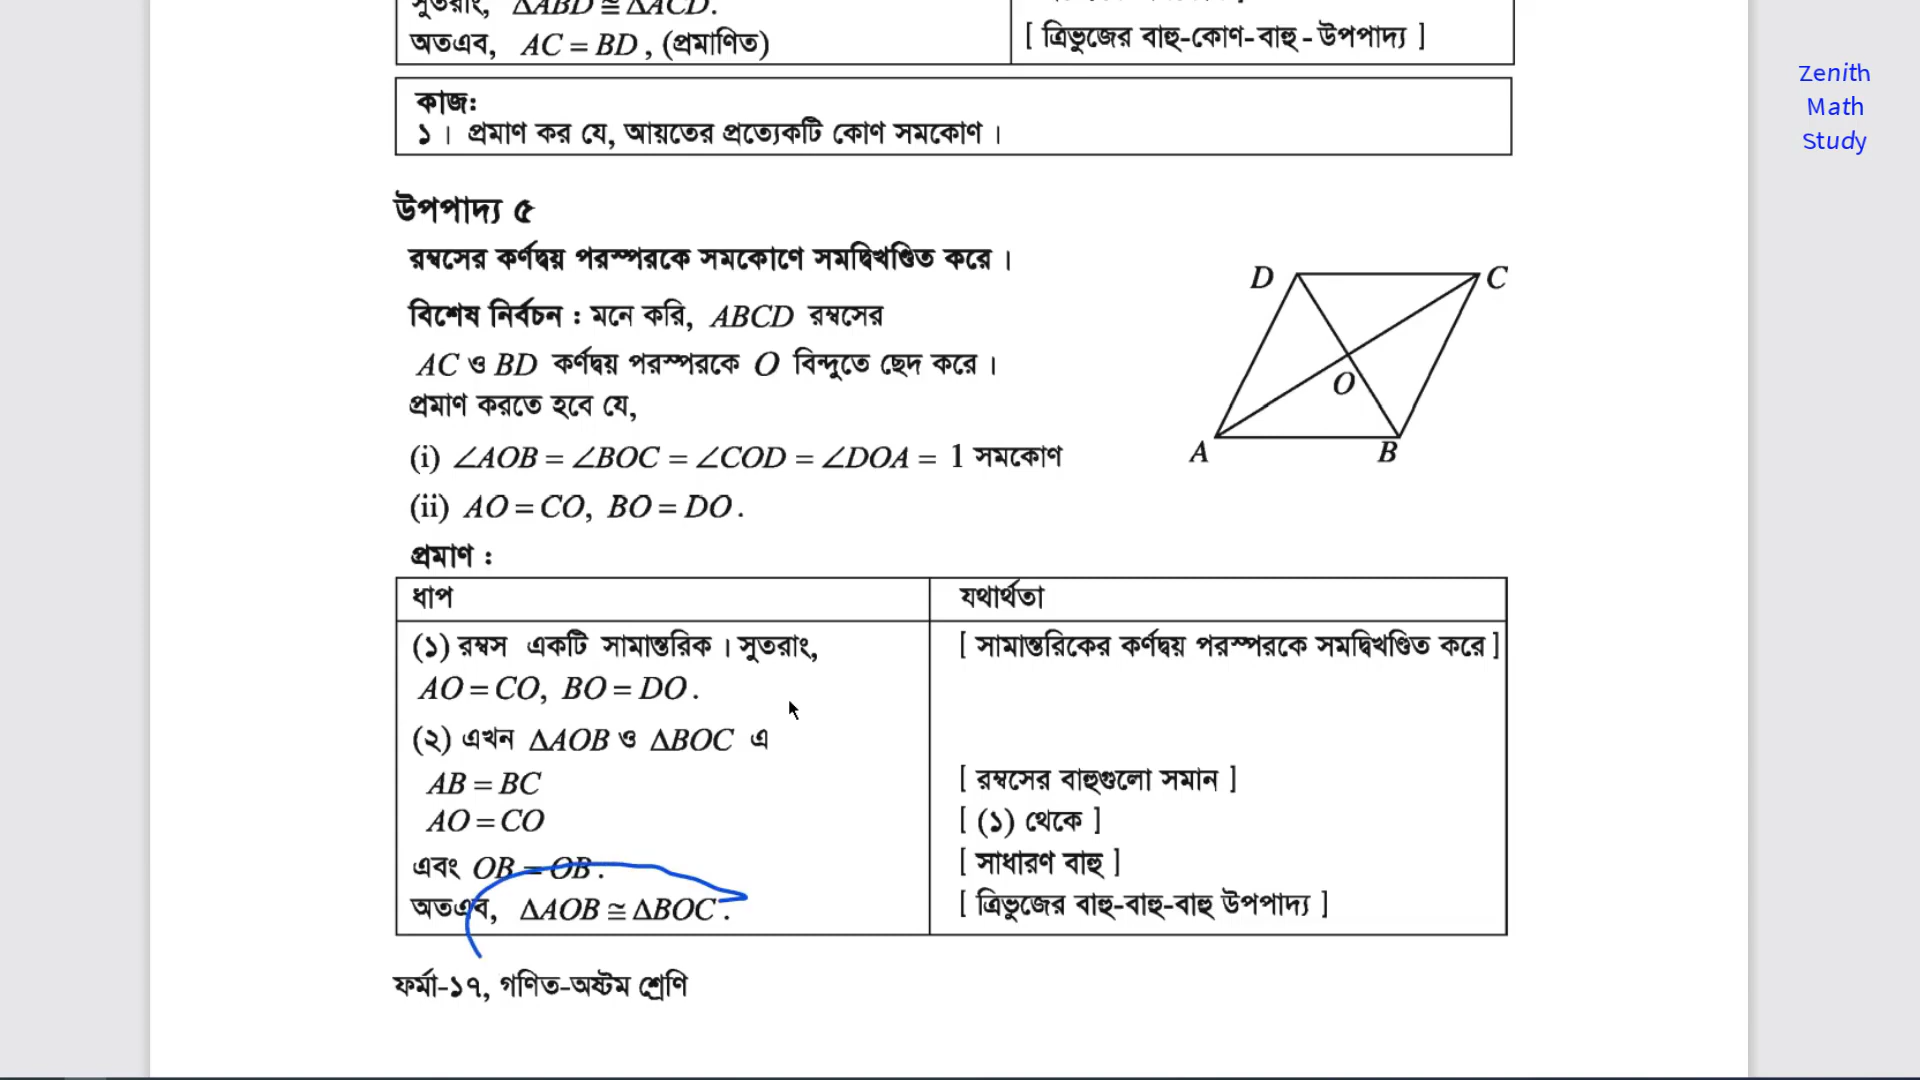 সুতরাং, ΔABD ≅ ΔACD.
অতএব, AC = BD , (প্রমাণিত)
[ ত্রিভুজের বাহু-কোণ-বাহু - উপপাদ্য ]
Zenith
Math
Study
কাজ:
১ । প্রমাণ কর যে, আয়তের প্রত্যেকটি কোণ সমকোণ ।
উপপাদ্য ৫
রম্বসের কর্ণদ্বয় পরস্পরকে সমকোণে সমদ্বিখণ্ডিত করে ।
বিশেষ নির্বচন : মনে করি, ABCD রম্বসের
AC ও BD কর্ণদ্বয় পরস্পরকে O বিন্দুতে ছেদ করে ।
প্রমাণ করতে হবে যে,
(i) ∠AOB = ∠BOC = ∠COD = ∠DOA = 1 সমকোণ
(ii) AO = CO, BO = DO .
D
C
O
A
B
প্রমাণ :
ধাপ
যথার্থতা
(১) রম্বস একটি সামান্তরিক । সুতরাং,
[ সামান্তরিকের কর্ণদ্বয় পরস্পরকে সমদ্বিখণ্ডিত করে ]
AO = CO, BO = DO .
(২) এখন ΔAOB ও ΔBOC এ
AB = BC
[ রম্বসের বাহুগুলো সমান ]
AO = CO
[ (১) থেকে ]
এবং OB = OB .
[ সাধারণ বাহু ]
অতএব, ΔAOB ≅ ΔBOC .
[ ত্রিভুজের বাহু-বাহু-বাহু উপপাদ্য ]
ফর্মা-১৭, গণিত-অষ্টম শ্রেণি